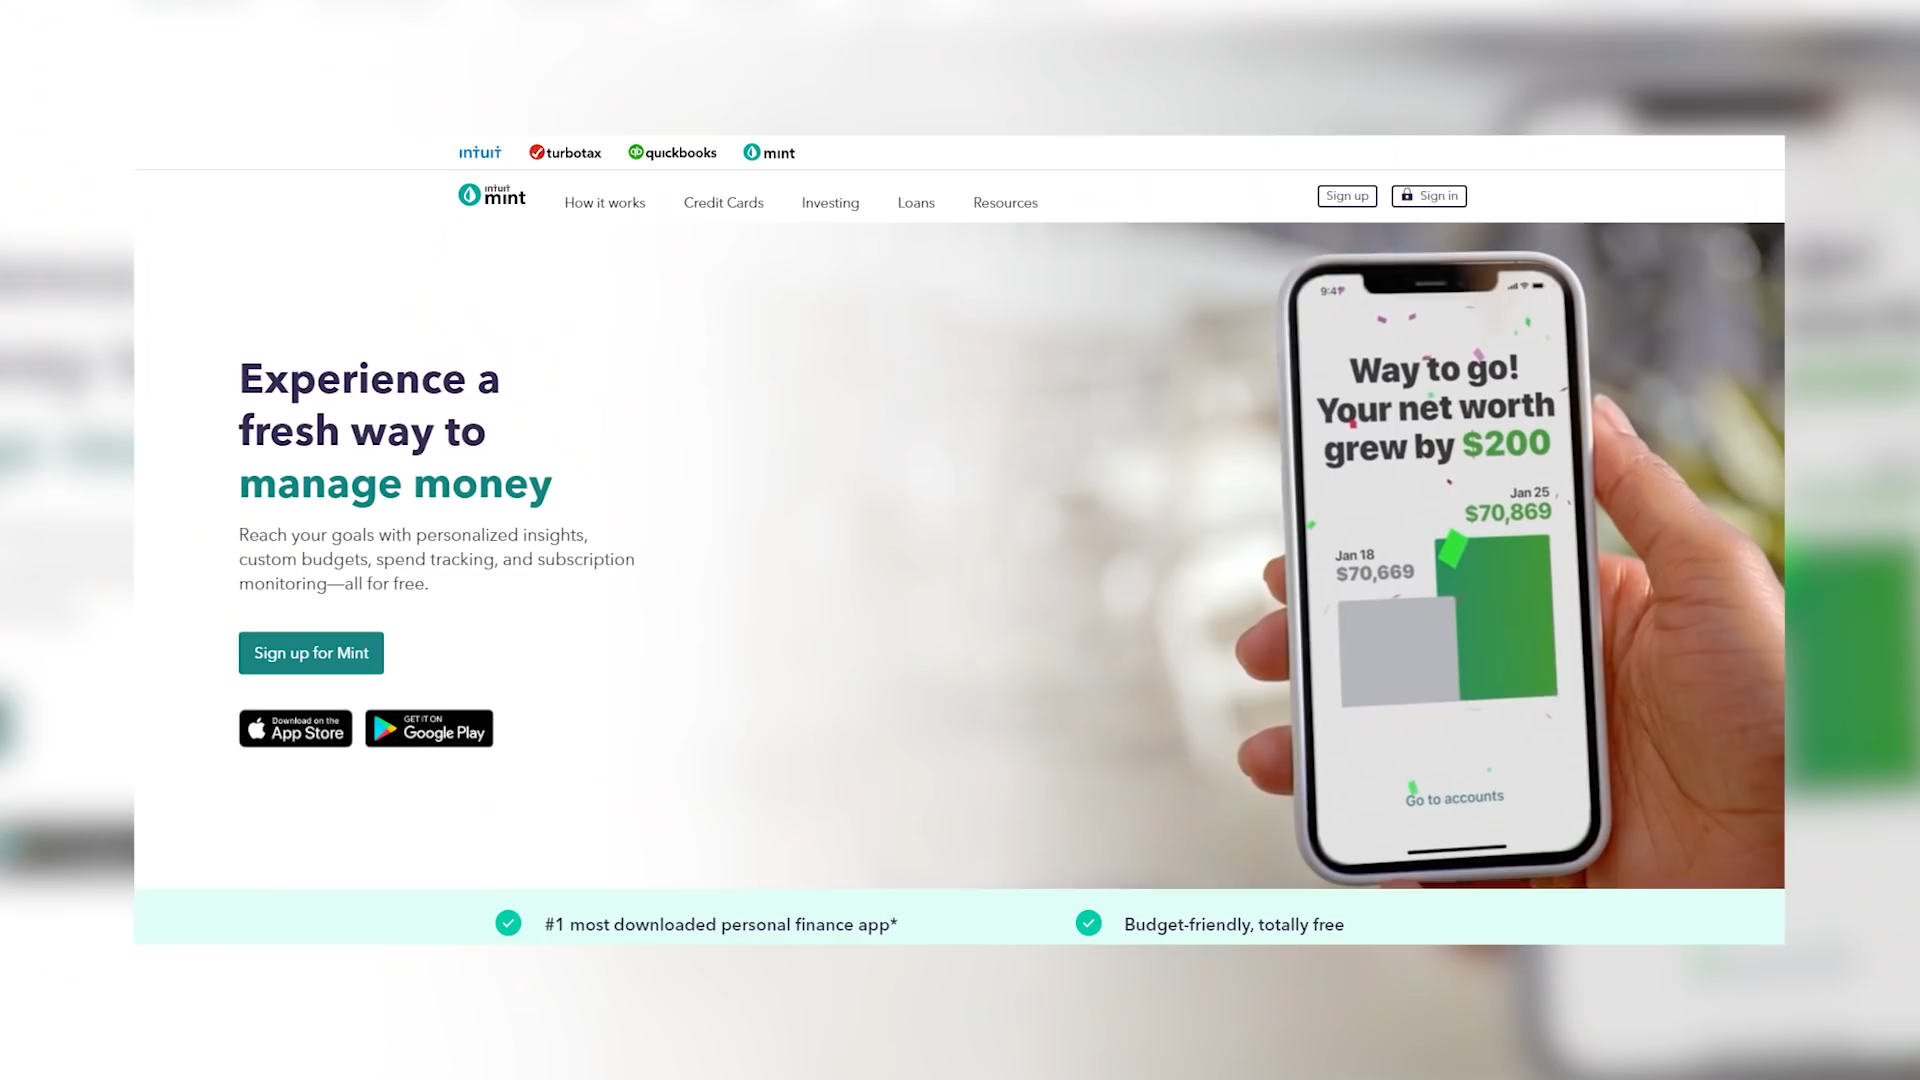 intuit turbotax quickbooks mint
intuit mint How it works Credit Cards Investing Loans Resources Sign up Sign in
Experience a
fresh way to
manage money
Reach your goals with personalized insights,
custom budgets, spend tracking, and subscription
monitoring—all for free.
Sign up for Mint
Download on the
App Store
GET IT ON
Google Play
9:41
Way to go!
Your net worth
grew by $200
Jan 25
$70,869
Jan 18
$70,669
Go to accounts
#1 most downloaded personal finance app*
Budget-friendly, totally free